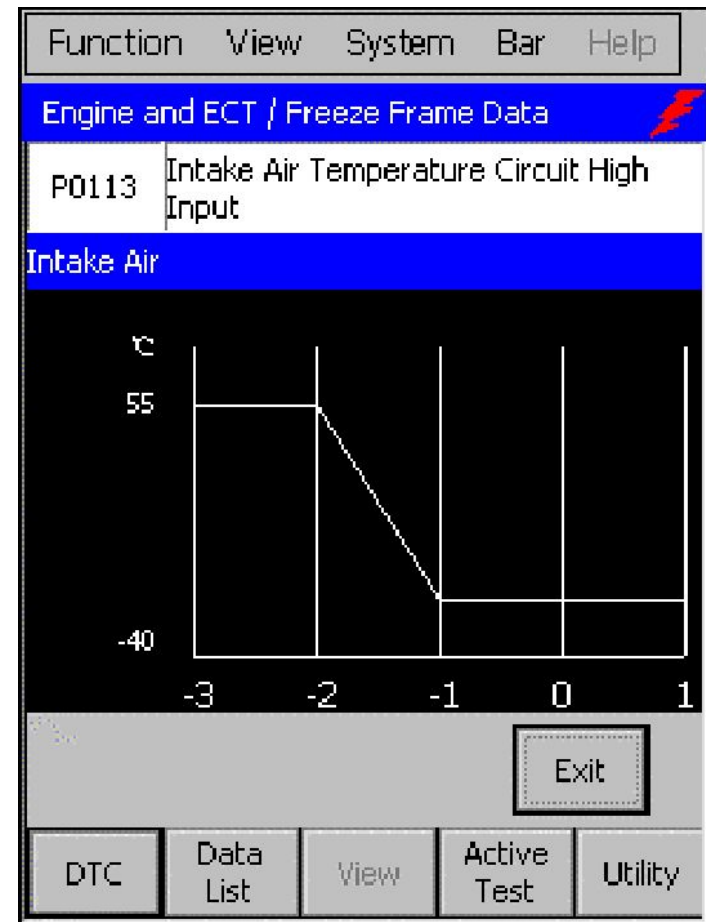 Function View System Bar Help
Engine and ECT / Freeze Frame Data
P0113
Intake Air Temperature Circuit High
Input
Intake Air
℃
55
-40
-3 -2 -1 0 1
Exit
DTC
Data
List
View
Active
Test
Utility